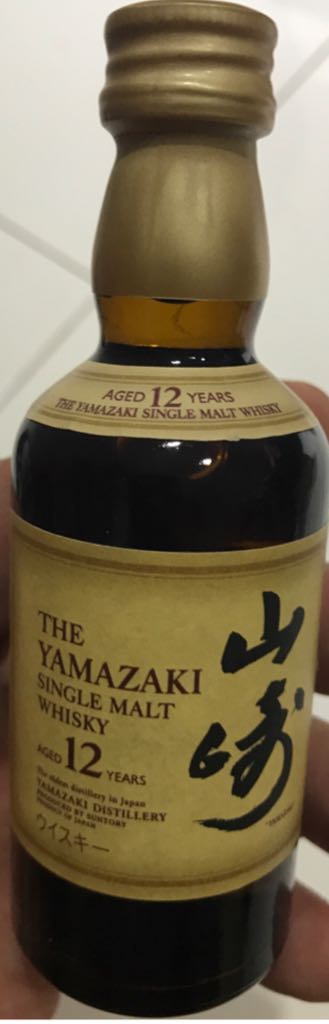 AGED 12 YEARS
THE YAMAZAKI SINGLE MALT WHISKY
THE
YAMAZAKI
SINGLE MALT
WHISKY
AGED 12 YEARS
The oldest distillery in Japan
YAMAZAKI DISTILLERY
PRODUCED BY SUNTORY
PRODUCT OF JAPAN
ウイスキー
山崎
"YAMAZAKI"